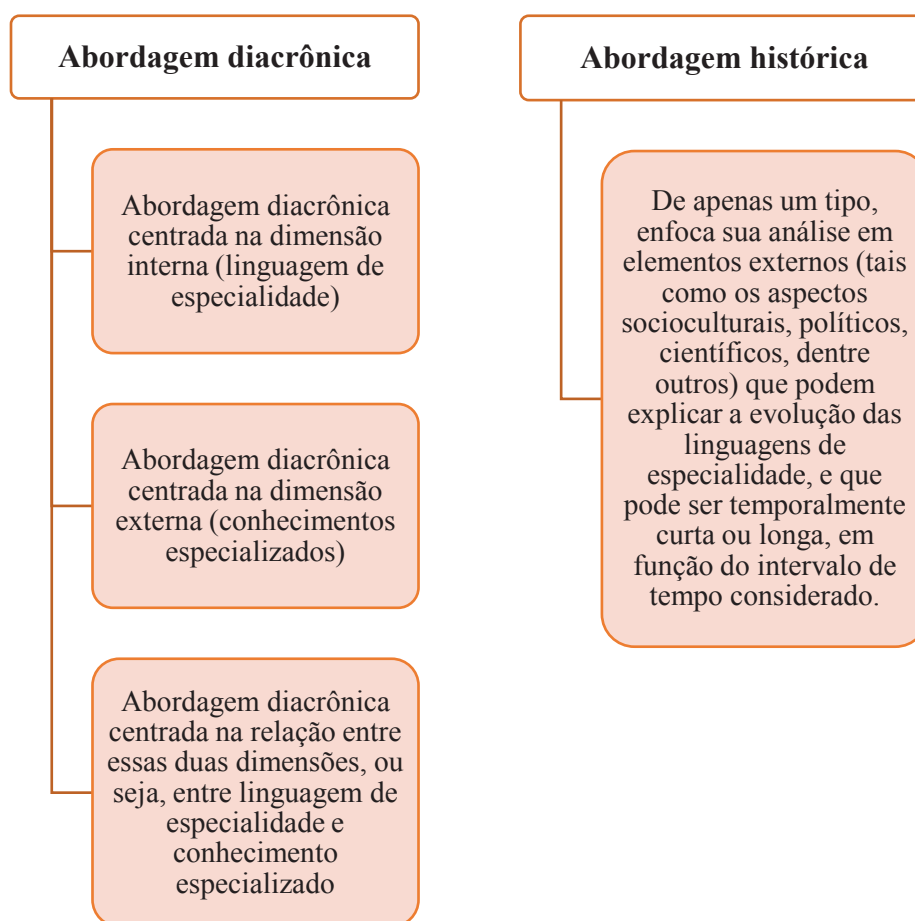 Abordagem diacrônica
Abordagem diacrônica
centrada na dimensão
interna (linguagem de
especialidade)
Abordagem diacrônica
centrada na dimensão
externa (conhecimentos
especializados)
Abordagem diacrônica
centrada na relação entre
essas duas dimensões, ou
seja, entre linguagem de
especialidade e
conhecimento
especializado
Abordagem histórica
De apenas um tipo,
enfoca sua análise em
elementos externos (tais
como os aspectos
socioculturais, políticos,
científicos, dentre
outros) que podem
explicar a evolução das
linguagens de
especialidade, e que
pode ser temporalmente
curta ou longa, em
função do intervalo de
tempo considerado.